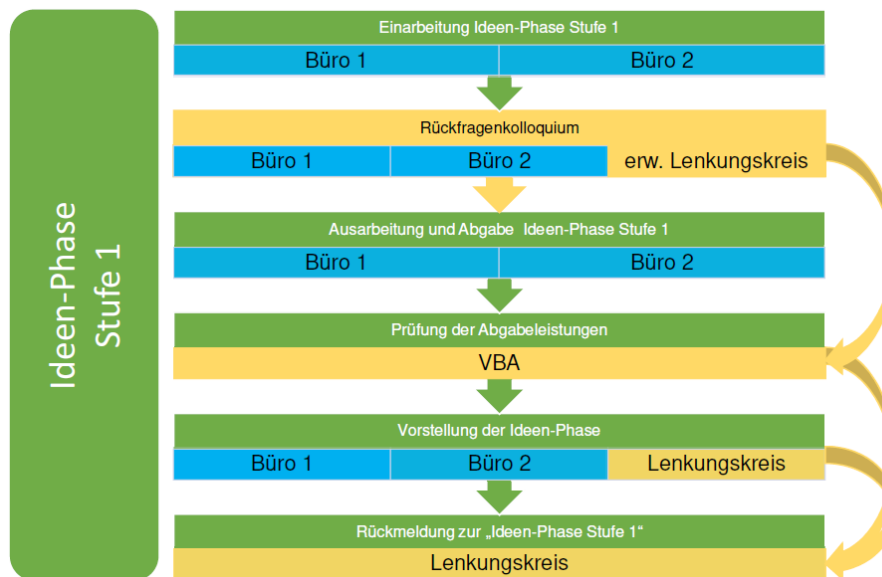 Ideen-Phase
Stufe 1
Einarbeitung Ideen-Phase Stufe 1
Büro 1 Büro 2
Rückfragenkolloquium
Büro 1 Büro 2 erw. Lenkungskreis
Ausarbeitung und Abgabe Ideen-Phase Stufe 1
Büro 1 Büro 2
Prüfung der Abgabeleistungen
VBA
Vorstellung der Ideen-Phase
Büro 1 Büro 2 Lenkungskreis
Rückmeldung zur „Ideen-Phase Stufe 1“
Lenkungskreis